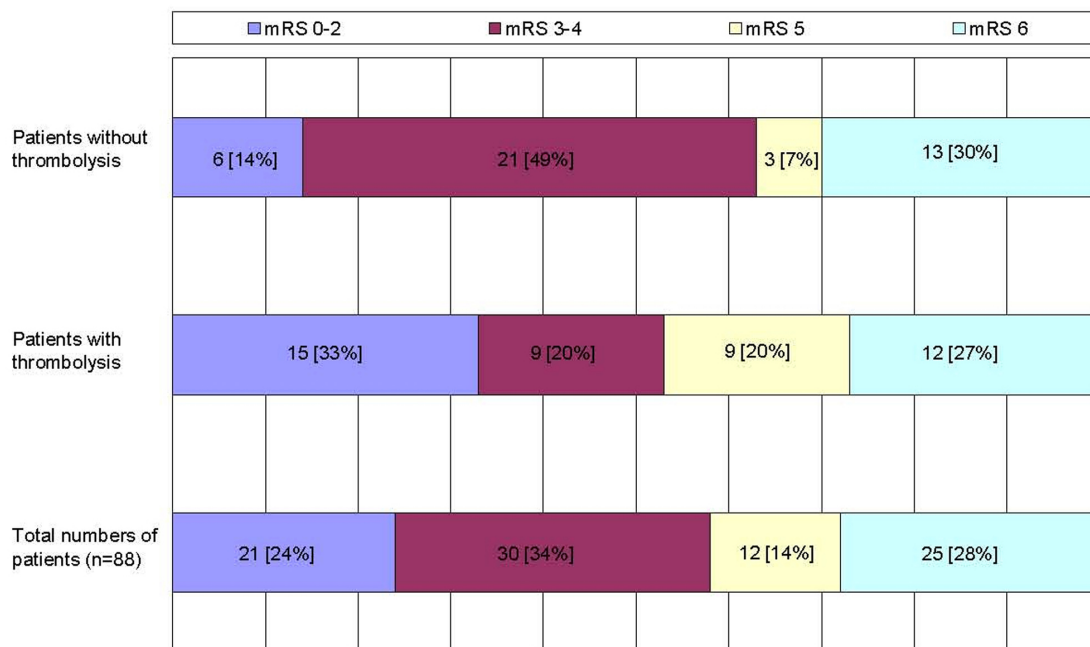 mRS 0-2 mRS 3-4 mRS 5 mRS 6
Patients without
thrombolysis
6 [14%] 21 [49%] 3 [7%] 13 [30%]
Patients with
thrombolysis
15 [33%] 9 [20%] 9 [20%] 12 [27%]
Total numbers of
patients (n=88)
21 [24%] 30 [34%] 12 [14%] 25 [28%]